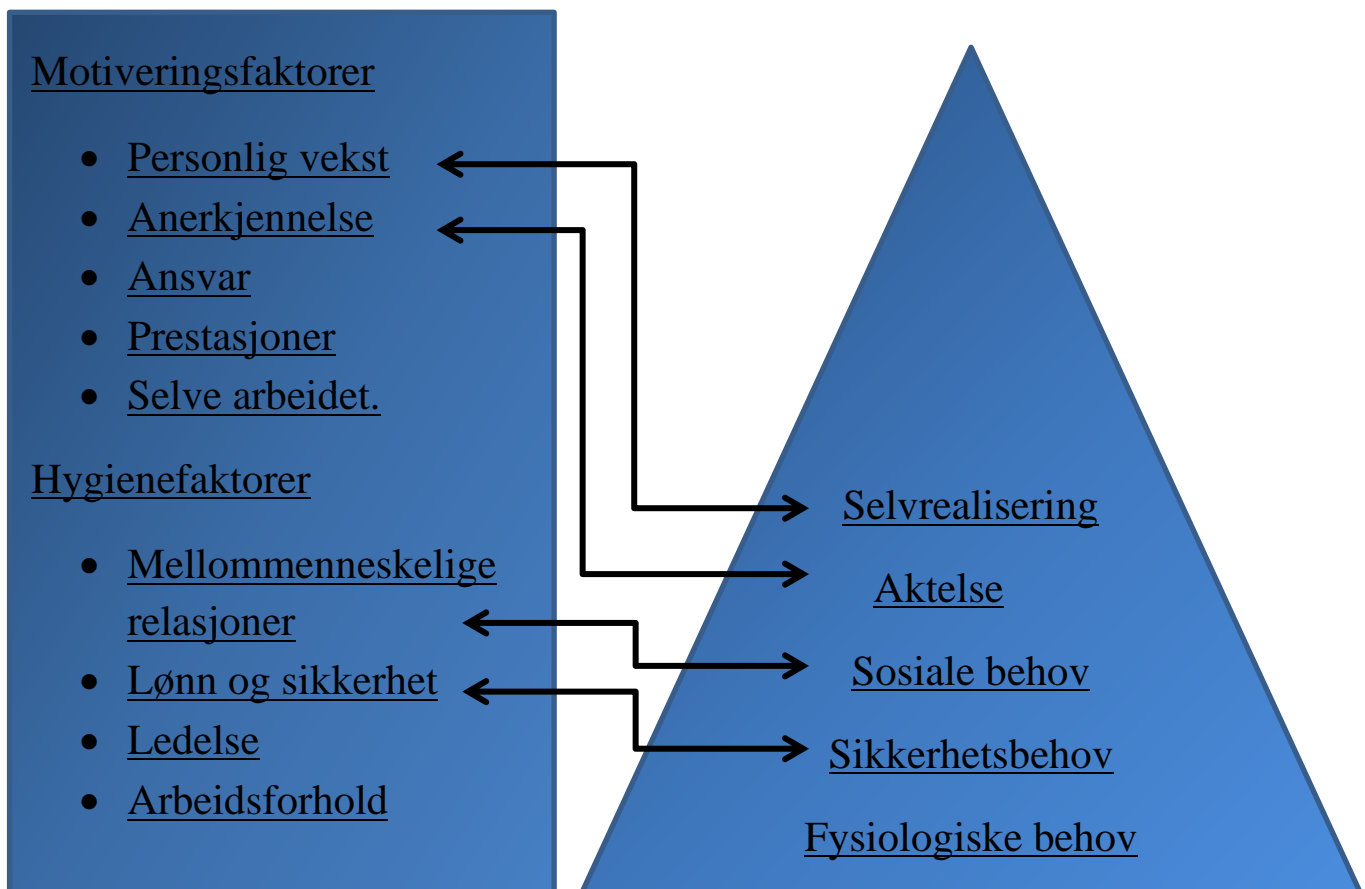 Motiveringsfaktorer
• Personlig vekst
• Anerkjennelse
• Ansvar
• Prestasjoner
• Selve arbeidet.
Hygienefaktorer
• Mellommenneskelige
relasjoner
• Lønn og sikkerhet
• Ledelse
• Arbeidsforhold
Selvrealisering
Aktelse
Sosiale behov
Sikkerhetsbehov
Fysiologiske behov